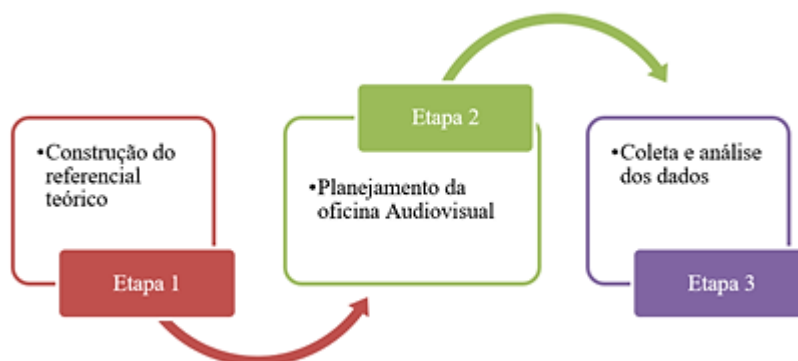 •Construção do
referencial
teórico
Etapa 1
Etapa 2
•Planejamento da
oficina Audiovisual
•Coleta e análise
dos dados
Etapa 3